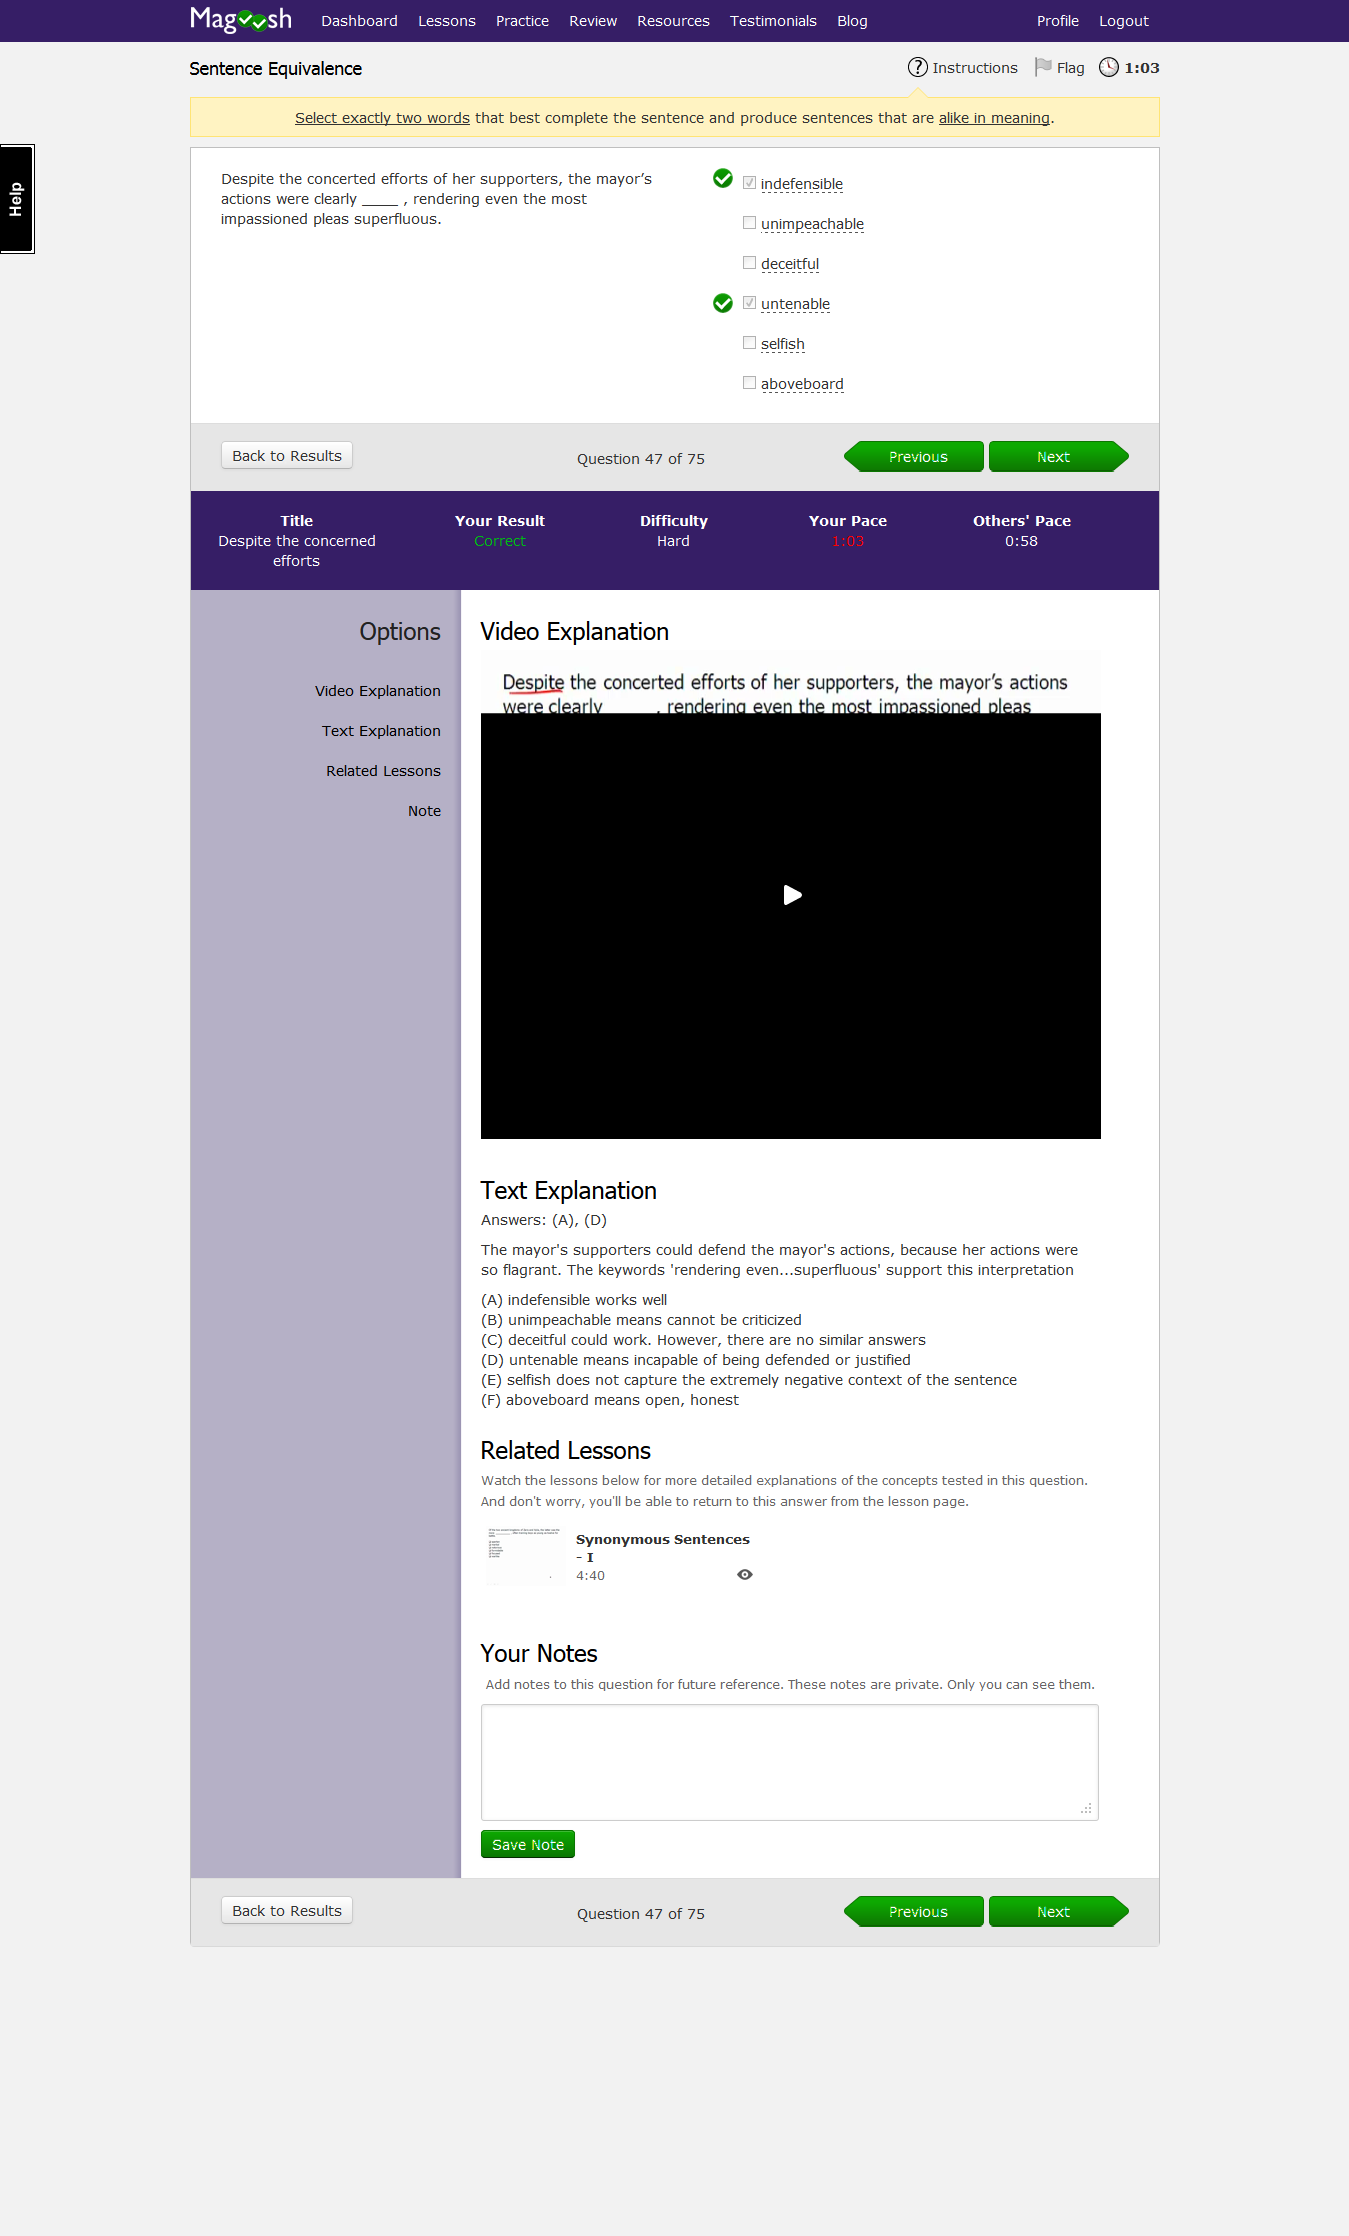 Magoosh Dashboard Lessons Practice Review Resources Testimonials Blog Profile Logout
Sentence Equivalence Instructions Flag 1:03
Select exactly two words that best complete the sentence and produce sentences that are alike in meaning.
Help
Despite the concerted efforts of her supporters, the mayor’s
actions were clearly ____ , rendering even the most
impassioned pleas superfluous.
indefensible
unimpeachable
deceitful
untenable
selfish
aboveboard
Back to Results Question 47 of 75 Previous Next
Title Your Result Difficulty Your Pace Others' Pace
Despite the concerned Correct Hard 1:03 0:58
efforts
Options
Video Explanation
Text Explanation
Related Lessons
Note
Video Explanation
Despite the concerted efforts of her supporters, the mayor’s actions
were clearly _____ , rendering even the most impassioned pleas
Text Explanation
Answers: (A), (D)
The mayor's supporters could defend the mayor's actions, because her actions were
so flagrant. The keywords 'rendering even...superfluous' support this interpretation
(A) indefensible works well
(B) unimpeachable means cannot be criticized
(C) deceitful could work. However, there are no similar answers
(D) untenable means incapable of being defended or justified
(E) selfish does not capture the extremely negative context of the sentence
(F) aboveboard means open, honest
Related Lessons
Watch the lessons below for more detailed explanations of the concepts tested in this question.
And don't worry, you'll be able to return to this answer from the lesson page.
Synonymous Sentences
- I
4:40
Your Notes
Add notes to this question for future reference. These notes are private. Only you can see them.
Save Note
Back to Results Question 47 of 75 Previous Next